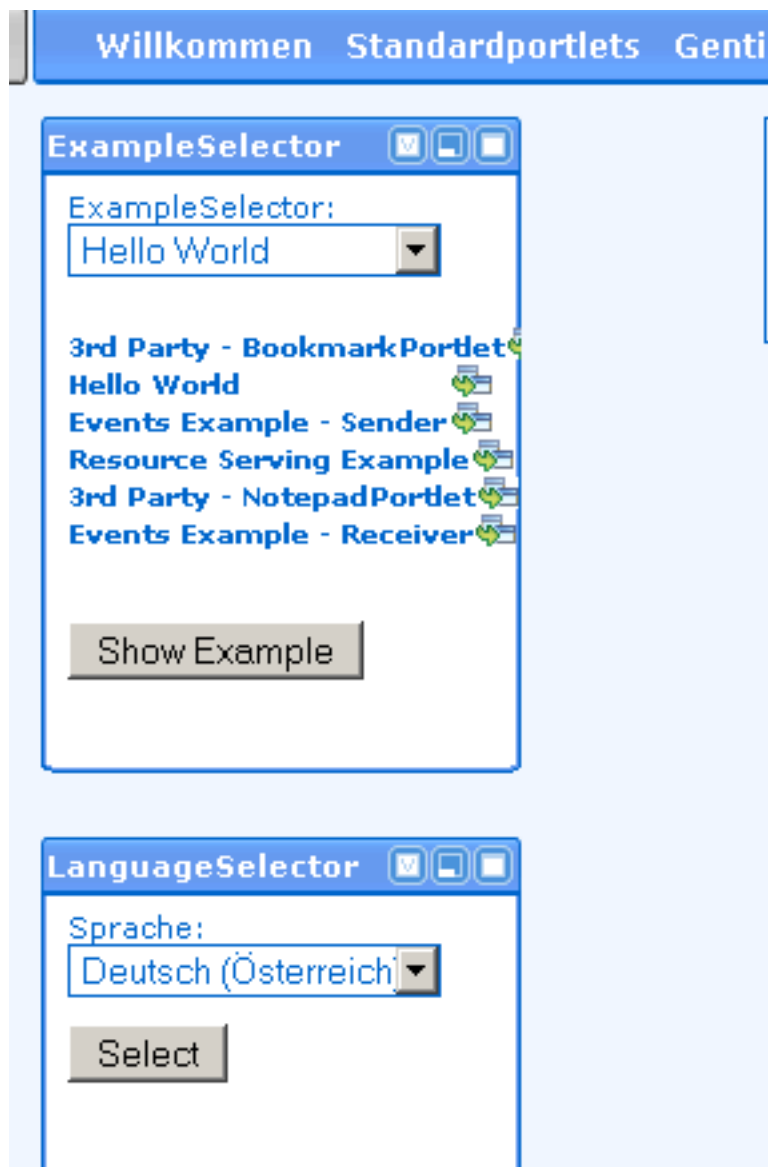 Willkommen Standardportlets Genti
ExampleSelector
ExampleSelector:
Hello World
3rd Party - BookmarkPortlet
Hello World
Events Example - Sender
Resource Serving Example
3rd Party - NotepadPortlet
Events Example - Receiver
Show Example
LanguageSelector
Sprache:
Deutsch (Österreich)
Select